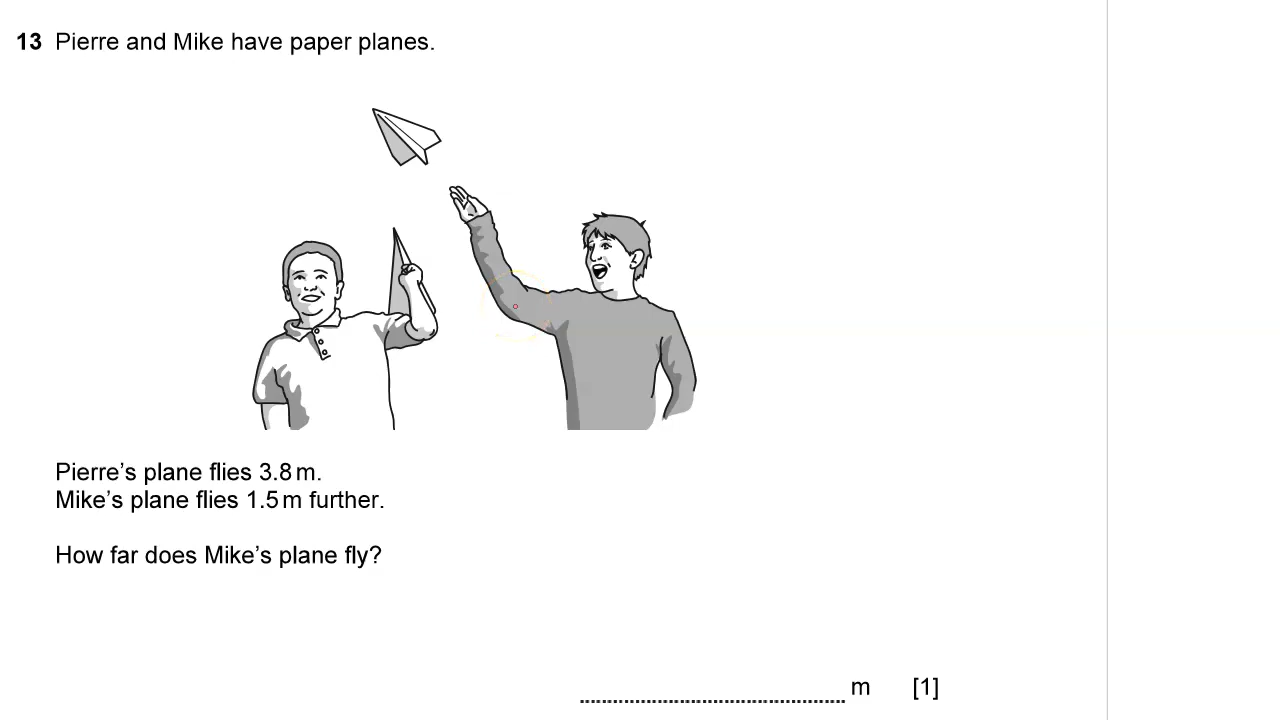 13 Pierre and Mike have paper planes.
Pierre’s plane flies 3.8 m.
Mike’s plane flies 1.5 m further.
How far does Mike’s plane fly?
m [1]